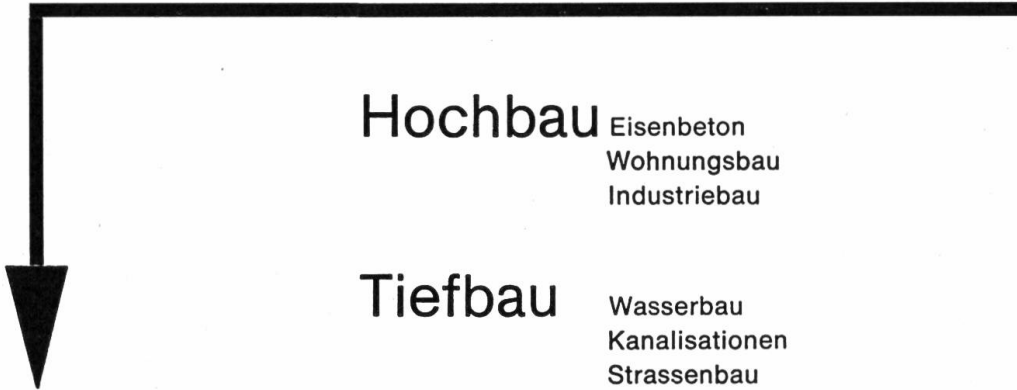 Hochbau Eisenbeton
Wohnungsbau
Industriebau
Tiefbau Wasserbau
Kanalisationen
Strassenbau